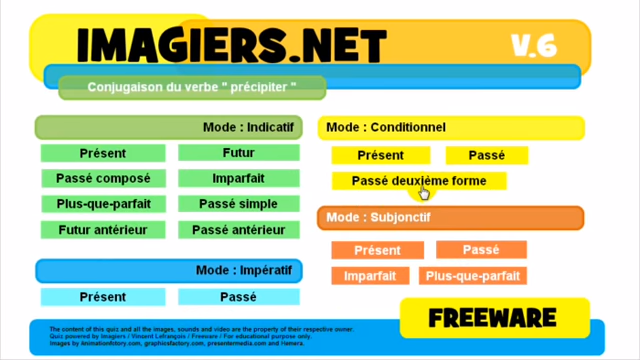 IMAGIERS.NET
V.6
Conjugaison du verbe " précipiter "
Mode : Indicatif
Présent
Futur
Passé composé
Imparfait
Plus-que-parfait
Passé simple
Futur antérieur
Passé antérieur
Mode : Impératif
Présent
Passé
Mode : Conditionnel
Présent
Passé
Passé deuxième forme
Mode : Subjonctif
Présent
Passé
Imparfait
Plus-que-parfait
FREEWARE
The content of this quiz and all the images, sounds and video are the property of their respective owner.
Quiz powered by Imagiers / Vincent Lefrançois / Freeware / For educational purpose only.
Images by Animationfctory.com, graphicsfactory.com, presentermedia.com and Hemera.